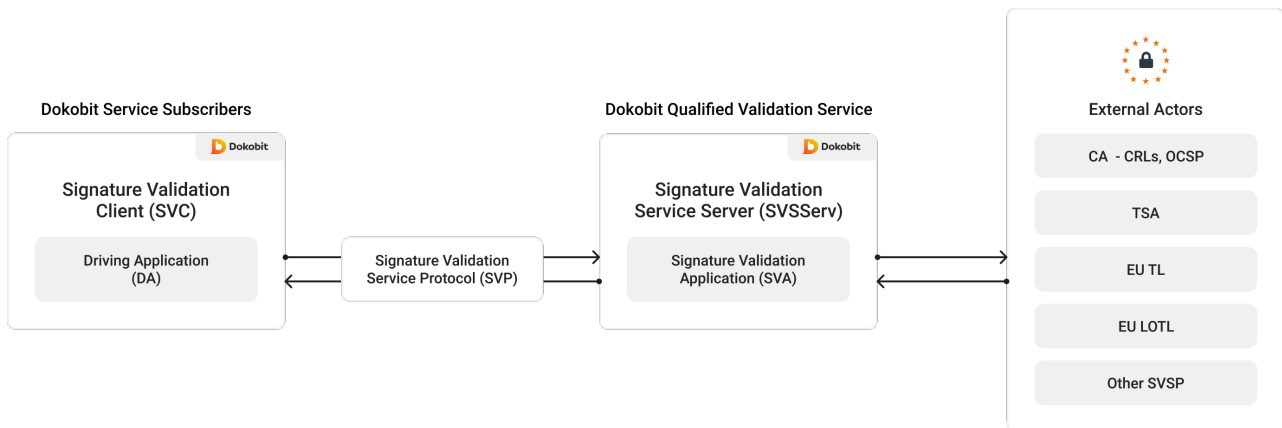 Dokobit Service Subscribers
Dokobit
Signature Validation
Client (SVC)
Driving Application
(DA)
Signature Validation
Service Protocol (SVP)
Dokobit Qualified Validation Service
Dokobit
Signature Validation
Service Server (SVSServ)
Signature Validation
Application (SVA)
External Actors
CA - CRLs, OCSP
TSA
EU TL
EU LOTL
Other SVSP